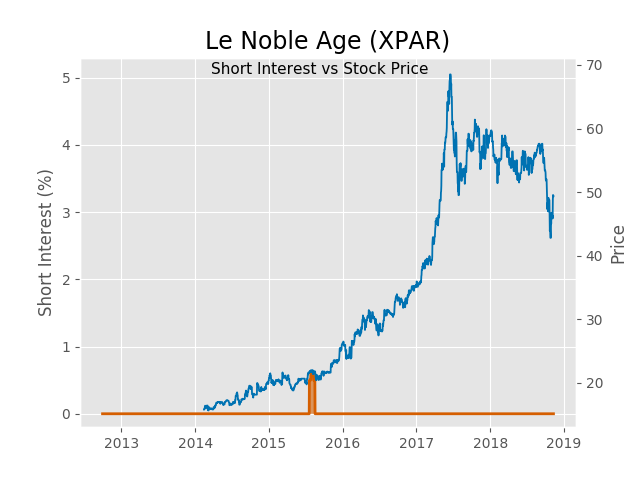 Le Noble Age (XPAR)
Short Interest vs Stock Price
Short Interest (%)
5
4
3
2
1
0
70
60
50
40
30
20
Price
2013 2014 2015 2016 2017 2018 2019